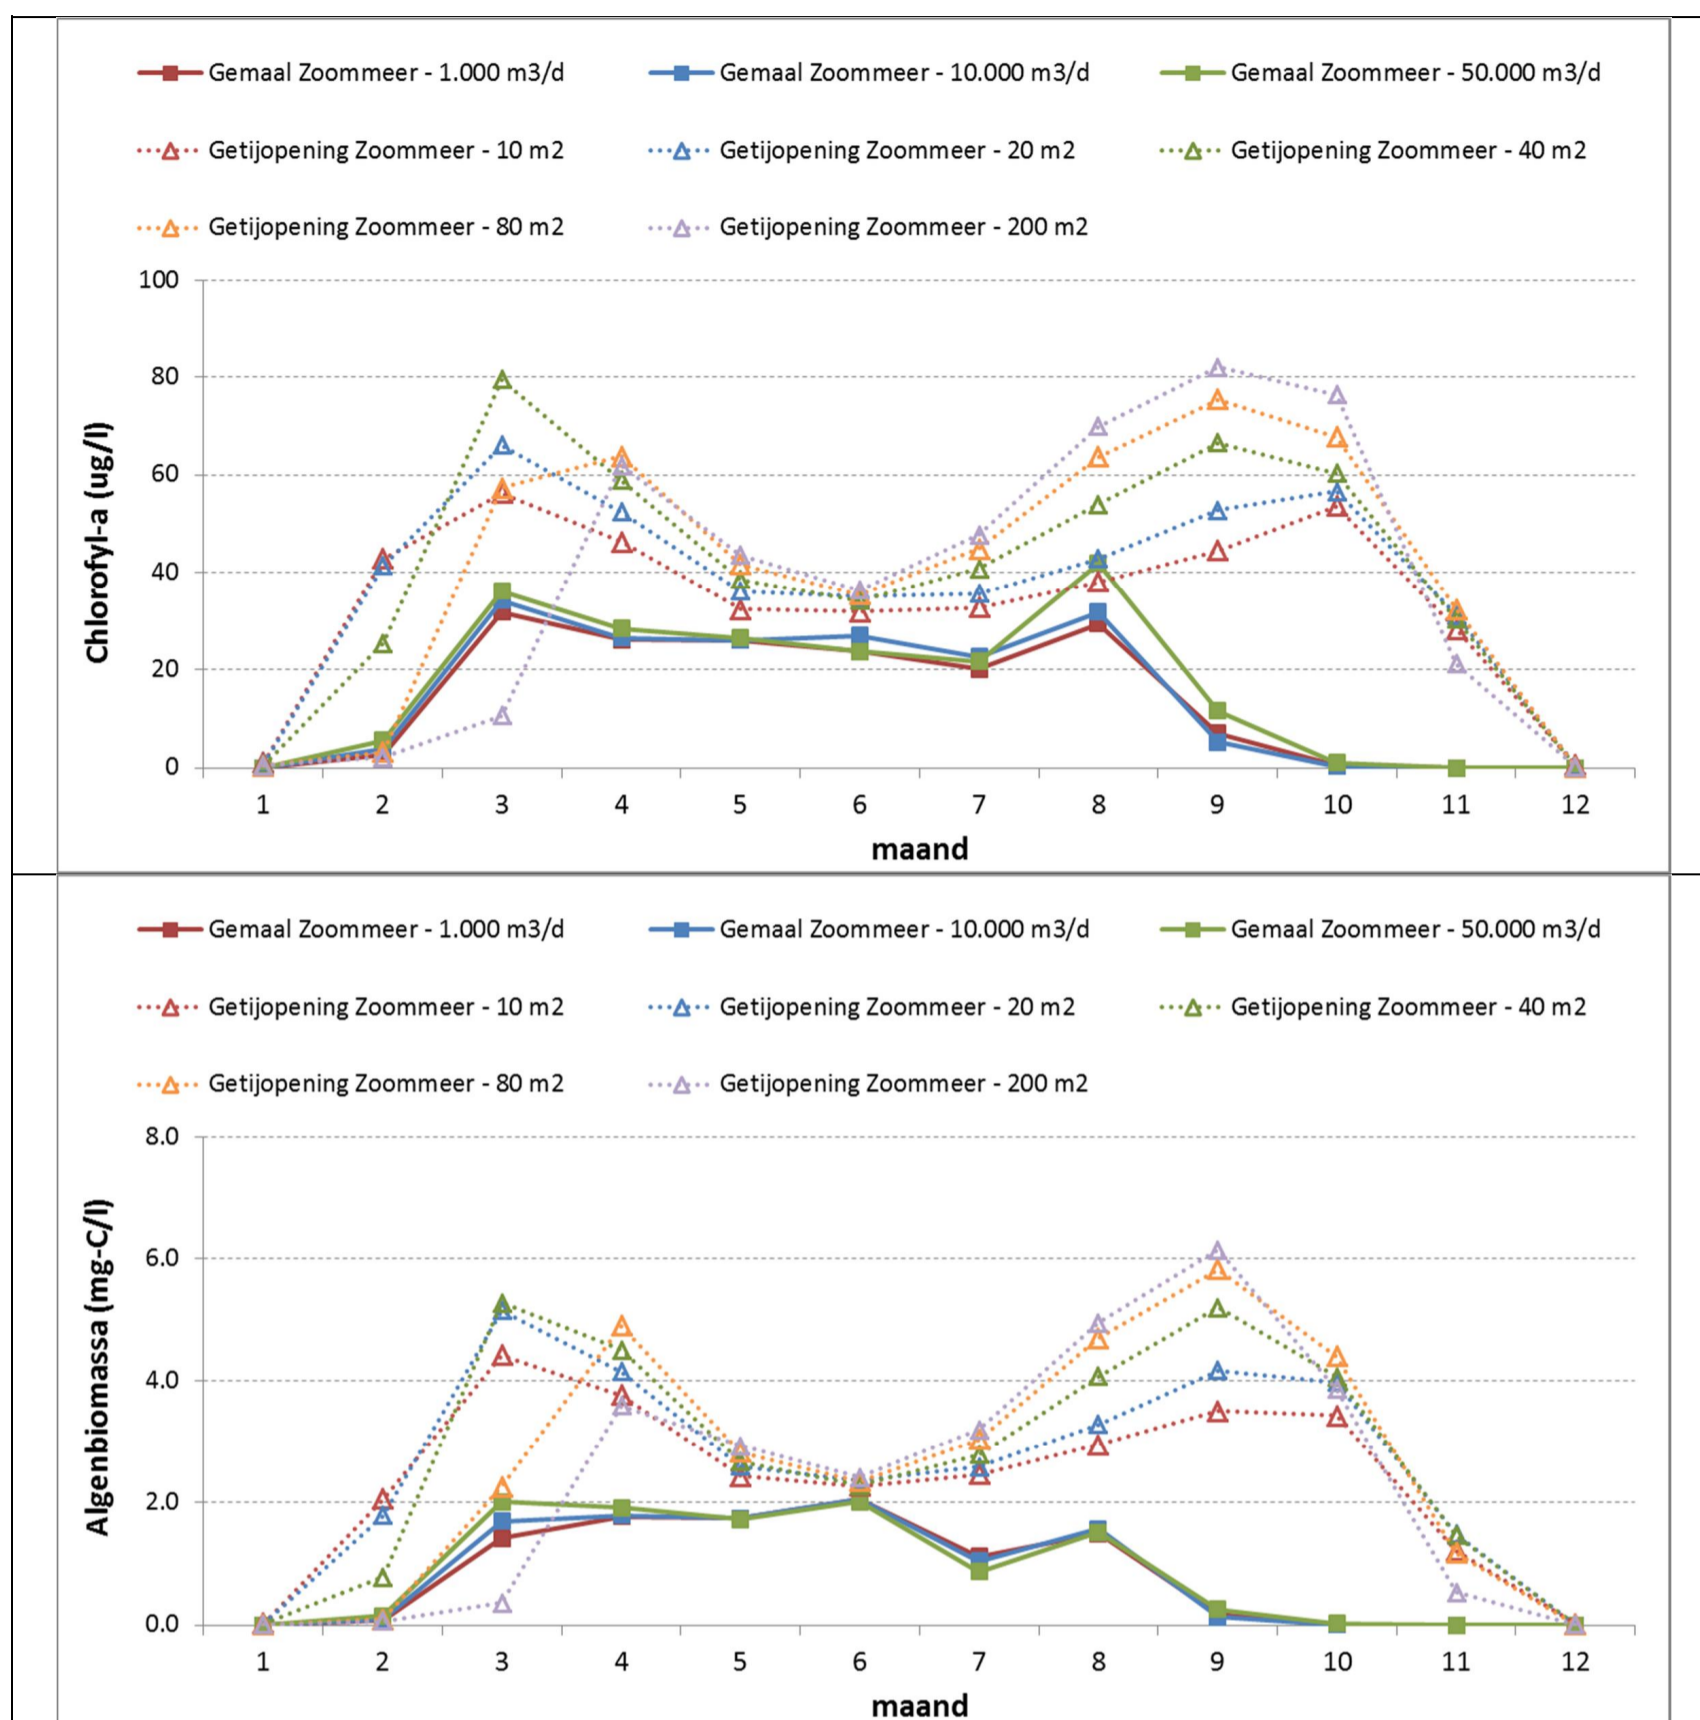 Gemaal Zoommeer - 1.000 m3/d Gemaal Zoommeer - 10.000 m3/d Gemaal Zoommeer - 50.000 m3/d
Getijopening Zoommeer - 10 m2 Getijopening Zoommeer - 20 m2 Getijopening Zoommeer - 40 m2
Getijopening Zoommeer - 80 m2 Getijopening Zoommeer - 200 m2
Chlorofyl-a (ug/l)
100
80
60
40
20
0
1 2 3 4 5 6 7 8 9 10 11 12
maand
Gemaal Zoommeer - 1.000 m3/d Gemaal Zoommeer - 10.000 m3/d Gemaal Zoommeer - 50.000 m3/d
Getijopening Zoommeer - 10 m2 Getijopening Zoommeer - 20 m2 Getijopening Zoommeer - 40 m2
Getijopening Zoommeer - 80 m2 Getijopening Zoommeer - 200 m2
Algenbiomassa (mg-C/l)
8.0
6.0
4.0
2.0
0.0
1 2 3 4 5 6 7 8 9 10 11 12
maand